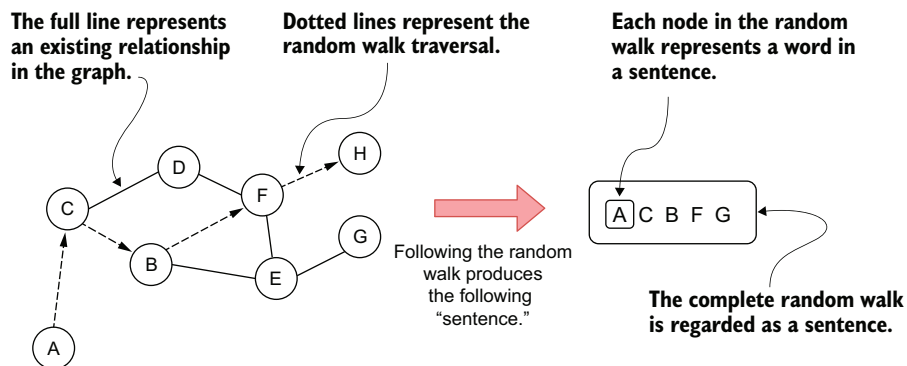 The full line represents
an existing relationship
in the graph.
Dotted lines represent the
random walk traversal.
Each node in the random
walk represents a word in
a sentence.
D
H
C
F
G
B
E
A
Following the random
walk produces
the following
“sentence.”
A C B F G
The complete random walk
is regarded as a sentence.